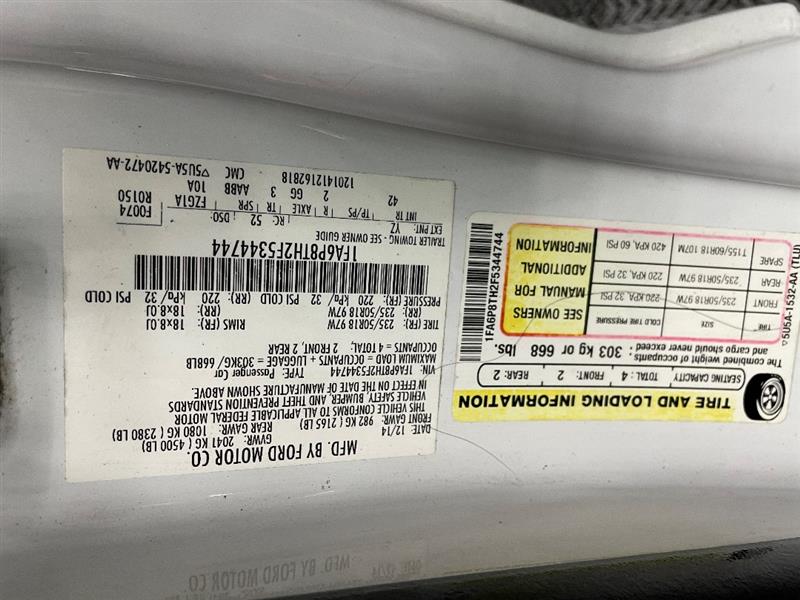 MFD. BY FORD MOTOR CO.
DATE: 12/14 GVWR: 2041 KG ( 4500 LB)
FRONT GAWR: REAR GAWR:
982 KG ( 2165 LB) 1080 KG ( 2380 LB)
THIS VEHICLE CONFORMS TO ALL APPLICABLE FEDERAL MOTOR
VEHICLE SAFETY, BUMPER, AND THEFT PREVENTION STANDARDS
IN EFFECT ON THE DATE OF MANUFACTURE SHOWN ABOVE.
VIN: 1FA6P8TH2F5344744 TYPE: Passenger Car
MAXIMUM LOAD = OCCUPANTS + LUGGAGE = 303KG/ 668LB
OCCUPANTS: 4 TOTAL: 2 FRONT, 2 REAR
TIRE (FR): 235/50R18 97W RIMS 18x8.0J
(RR): 235/50R18 97W (RR): 18x8.0J
PRESSURE (FR): 220 kPa/ 32 PSI COLD (RR): 220 kPa/ 32 PSI COLD
1FA6P8TH2F5344744
TRAILER TOWING - SEE OWNER GUIDE
EXT PNT: YZ RC: 52 DSO: F0074 R0150
INT TR TP/PS R AXLE TR SPR FZG1A
42 2 GG 3 AABB 10A
1201412162818 CMC ▽5USA-5420472-AA
TIRE AND LOADING INFORMATION
SEATING CAPACITY TOTAL: 4 FRONT: 2 REAR: 2
The combined weight of occupants
and cargo should never exceed : 303 kg or 668 lbs.
TIRE SIZE COLD TIRE PRESSURE
FRONT 235/50R18 97W 220 KPA, 32 PSI
REAR 235/50R18 97W 220 KPA, 32 PSI
SPARE T155/60R18 107M 420 KPA, 60 PSI
SEE OWNERS
MANUAL FOR
ADDITIONAL
INFORMATION
1FA6P8TH2F5344744
▽5U5A-1532-AA (TLU)
MFD. BY FORD MOTOR CO.